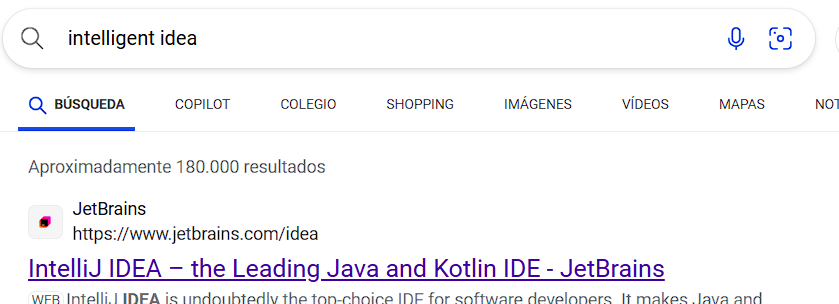 intelligent idea
BÚSQUEDA COPILOT COLEGIO SHOPPING IMÁGENES VÍDEOS MAPAS NOT
Aproximadamente 180.000 resultados
JetBrains
https://www.jetbrains.com/idea
IntelliJ IDEA – the Leading Java and Kotlin IDE - JetBrains
WEB IntelliJ IDEA is undoubtedly the top-choice IDE for software developers. It makes Java and